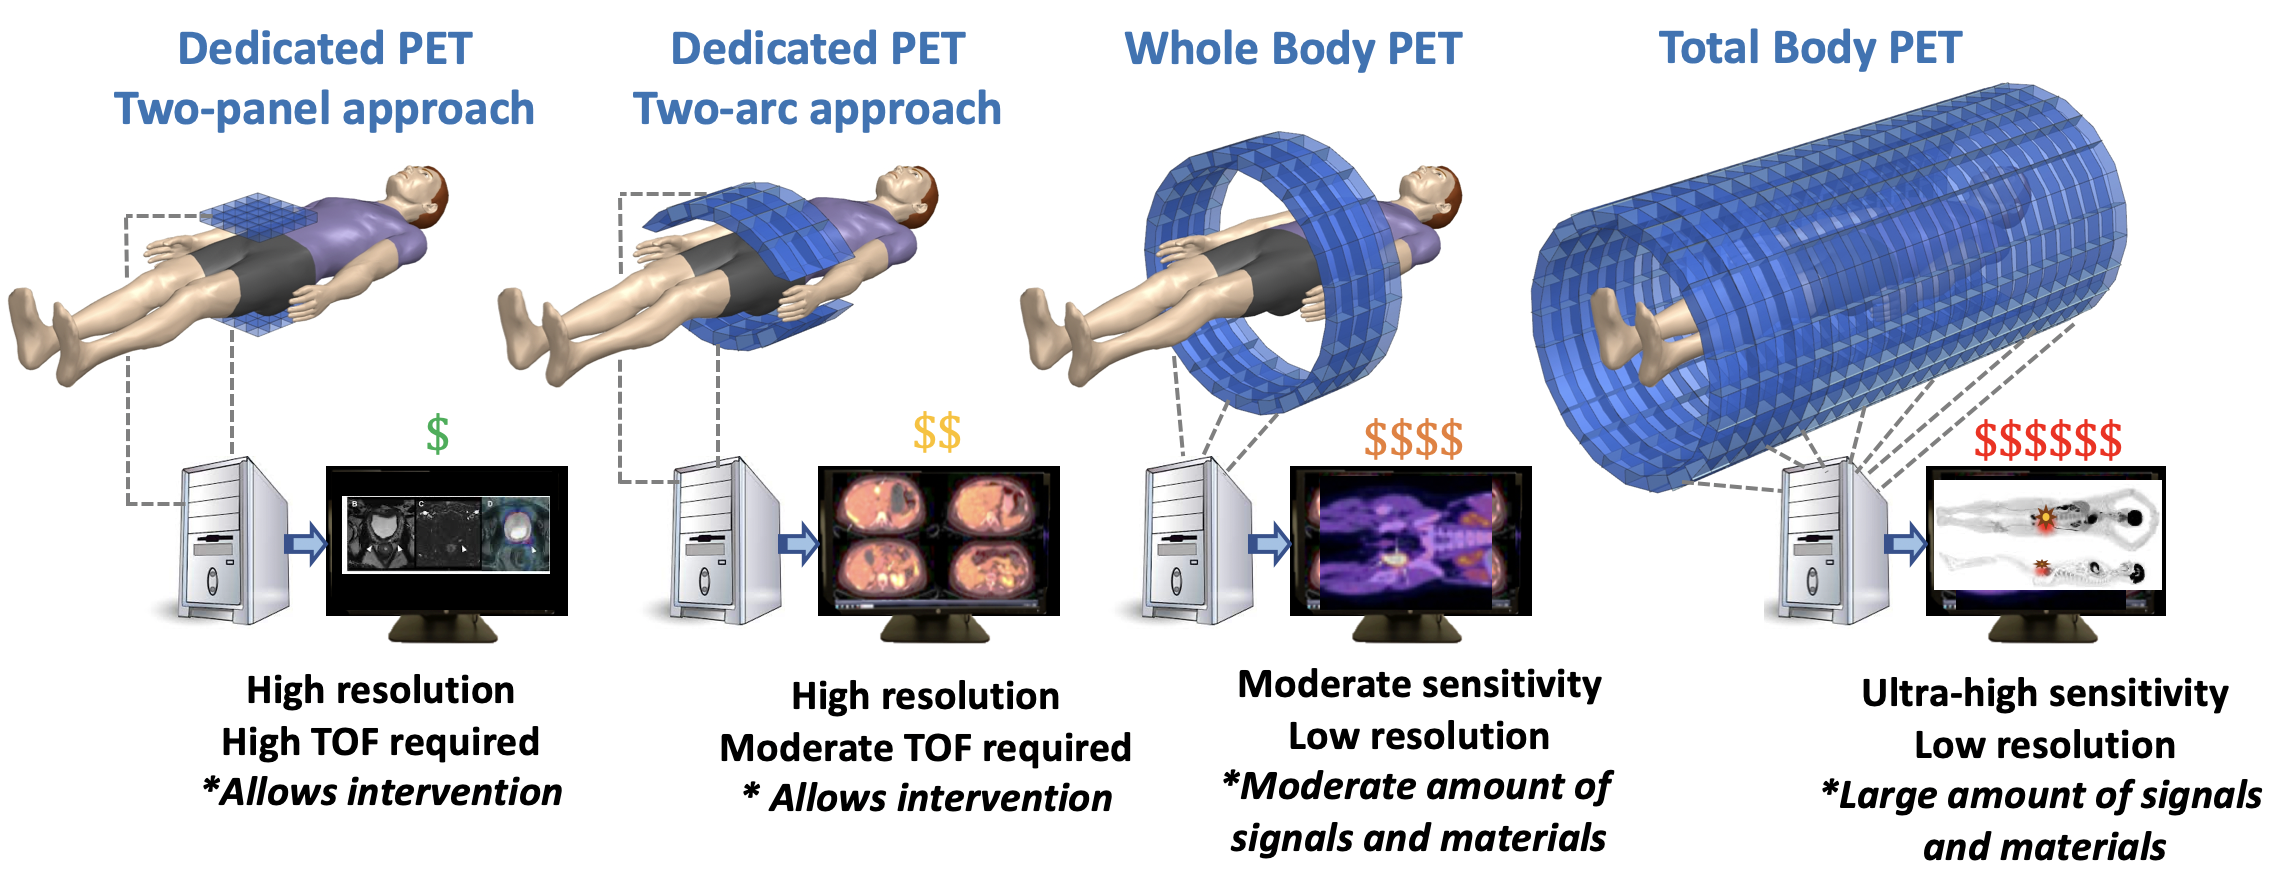 Dedicated PET
Two-panel approach
Dedicated PET
Two-arc approach
Whole Body PET
Total Body PET
$
$$
$$$$
$$$$$$
B
C
D
High resolution
High TOF required
*Allows intervention
High resolution
Moderate TOF required
* Allows intervention
Moderate sensitivity
Low resolution
*Moderate amount of
signals and materials
Ultra-high sensitivity
Low resolution
*Large amount of signals
and materials